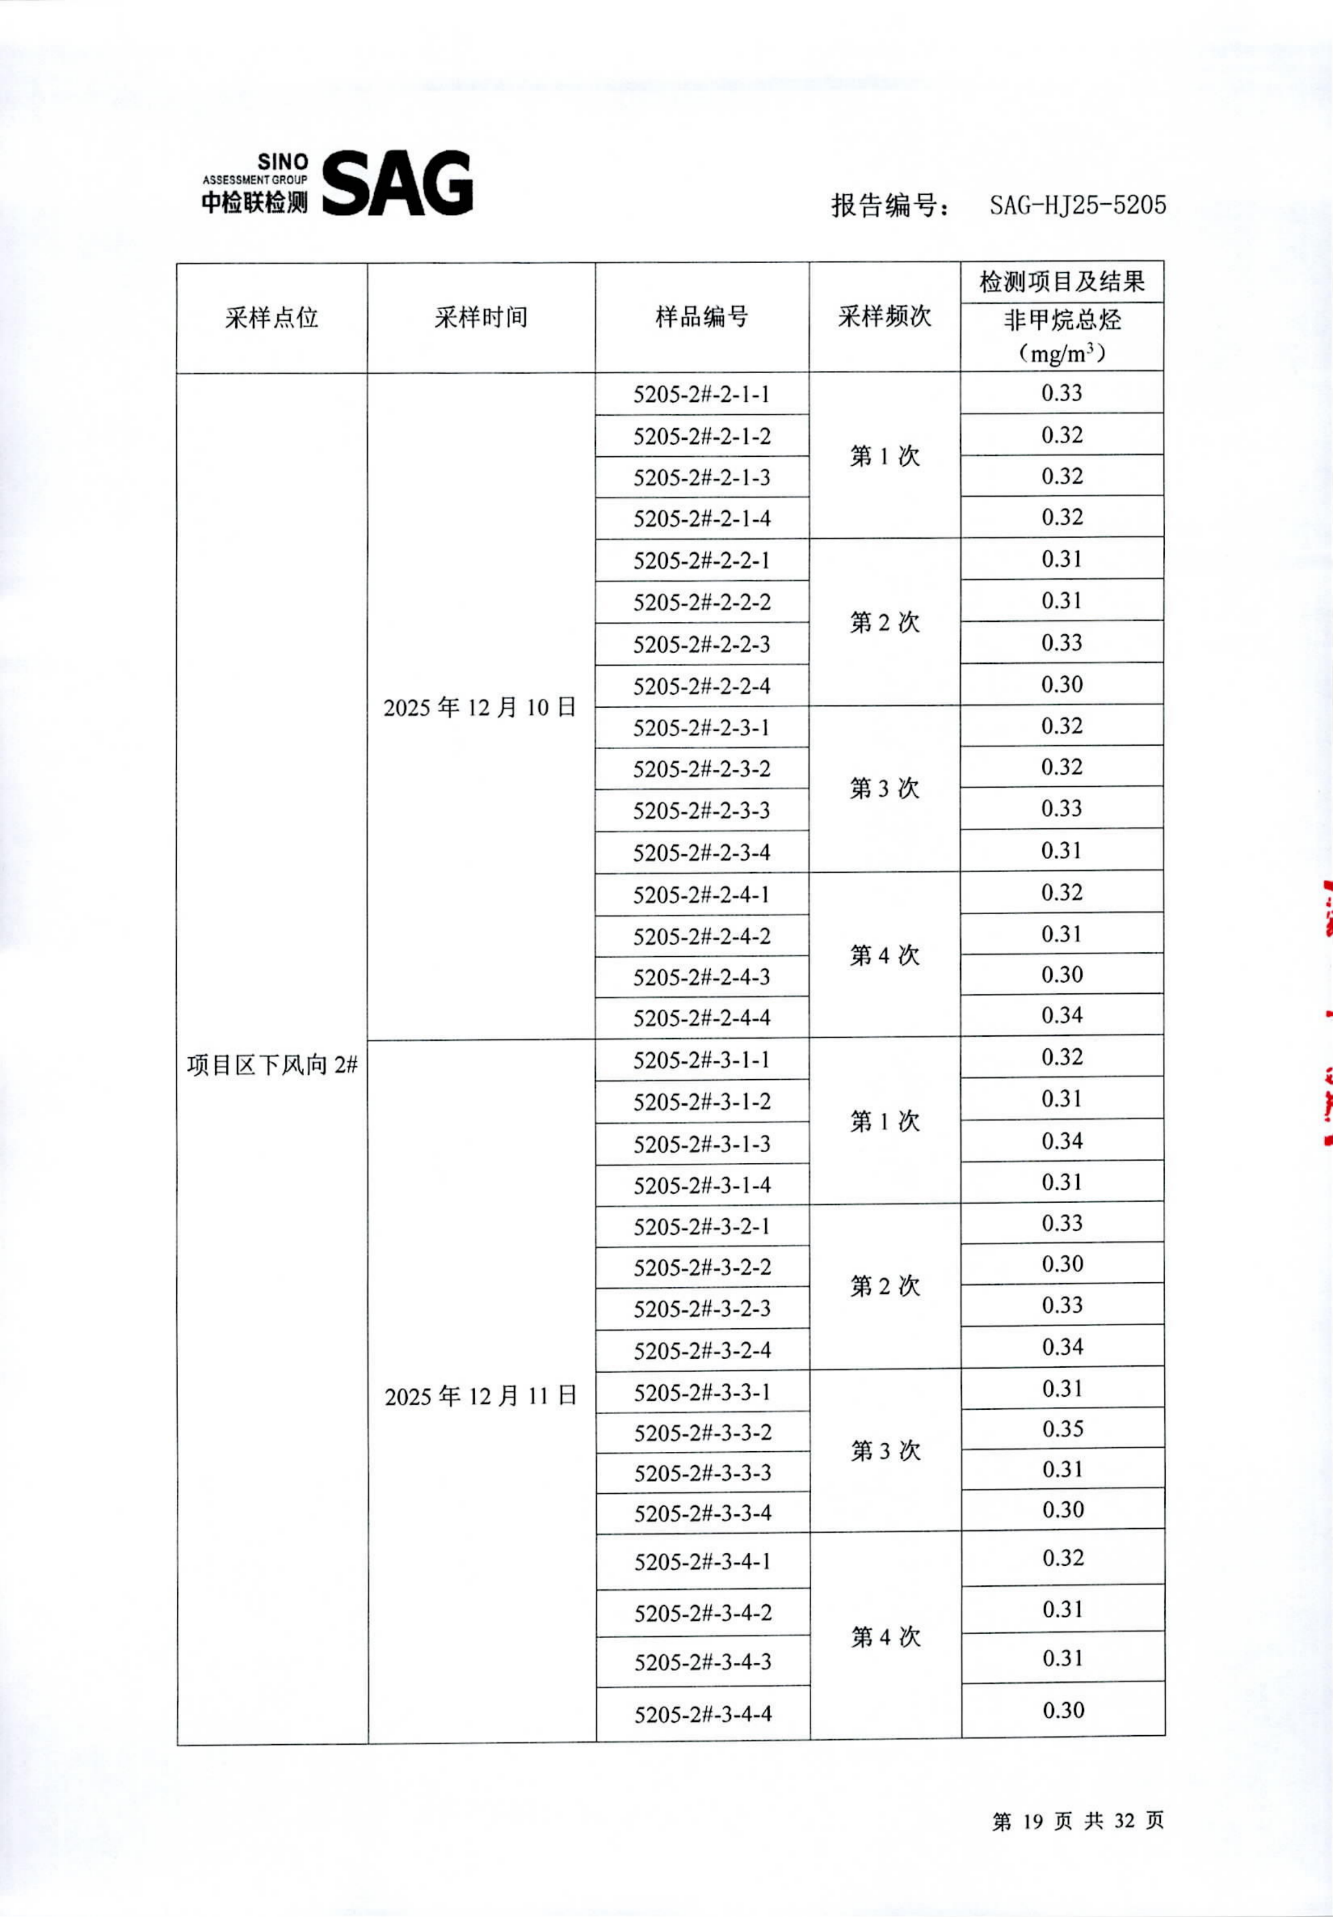 SINO
ASSESSMENT GROUP
中检联检测
SAG
报告编号： SAG-HJ25-5205
采样点位 采样时间 样品编号 采样频次 检测项目及结果
非甲烷总烃
（mg/m³）
项目区下风向 2#
2025 年 12 月 10 日
第 1 次
5205-2#-2-1-1 0.33
5205-2#-2-1-2 0.32
5205-2#-2-1-3 0.32
5205-2#-2-1-4 0.32
第 2 次
5205-2#-2-2-1 0.31
5205-2#-2-2-2 0.31
5205-2#-2-2-3 0.33
5205-2#-2-2-4 0.30
第 3 次
5205-2#-2-3-1 0.32
5205-2#-2-3-2 0.32
5205-2#-2-3-3 0.33
5205-2#-2-3-4 0.31
第 4 次
5205-2#-2-4-1 0.32
5205-2#-2-4-2 0.31
5205-2#-2-4-3 0.30
5205-2#-2-4-4 0.34
2025 年 12 月 11 日
第 1 次
5205-2#-3-1-1 0.32
5205-2#-3-1-2 0.31
5205-2#-3-1-3 0.34
5205-2#-3-1-4 0.31
第 2 次
5205-2#-3-2-1 0.33
5205-2#-3-2-2 0.30
5205-2#-3-2-3 0.33
5205-2#-3-2-4 0.34
第 3 次
5205-2#-3-3-1 0.31
5205-2#-3-3-2 0.35
5205-2#-3-3-3 0.31
5205-2#-3-3-4 0.30
第 4 次
5205-2#-3-4-1 0.32
5205-2#-3-4-2 0.31
5205-2#-3-4-3 0.31
5205-2#-3-4-4 0.30
第 19 页 共 32 页